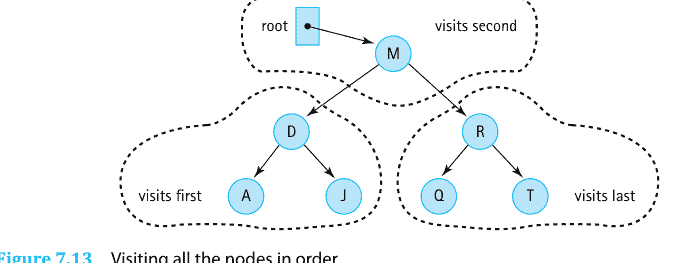 root
visits second
M
D
R
visits first
A
J
Q
T
visits last
Figure 7.13 Visiting all the nodes in order